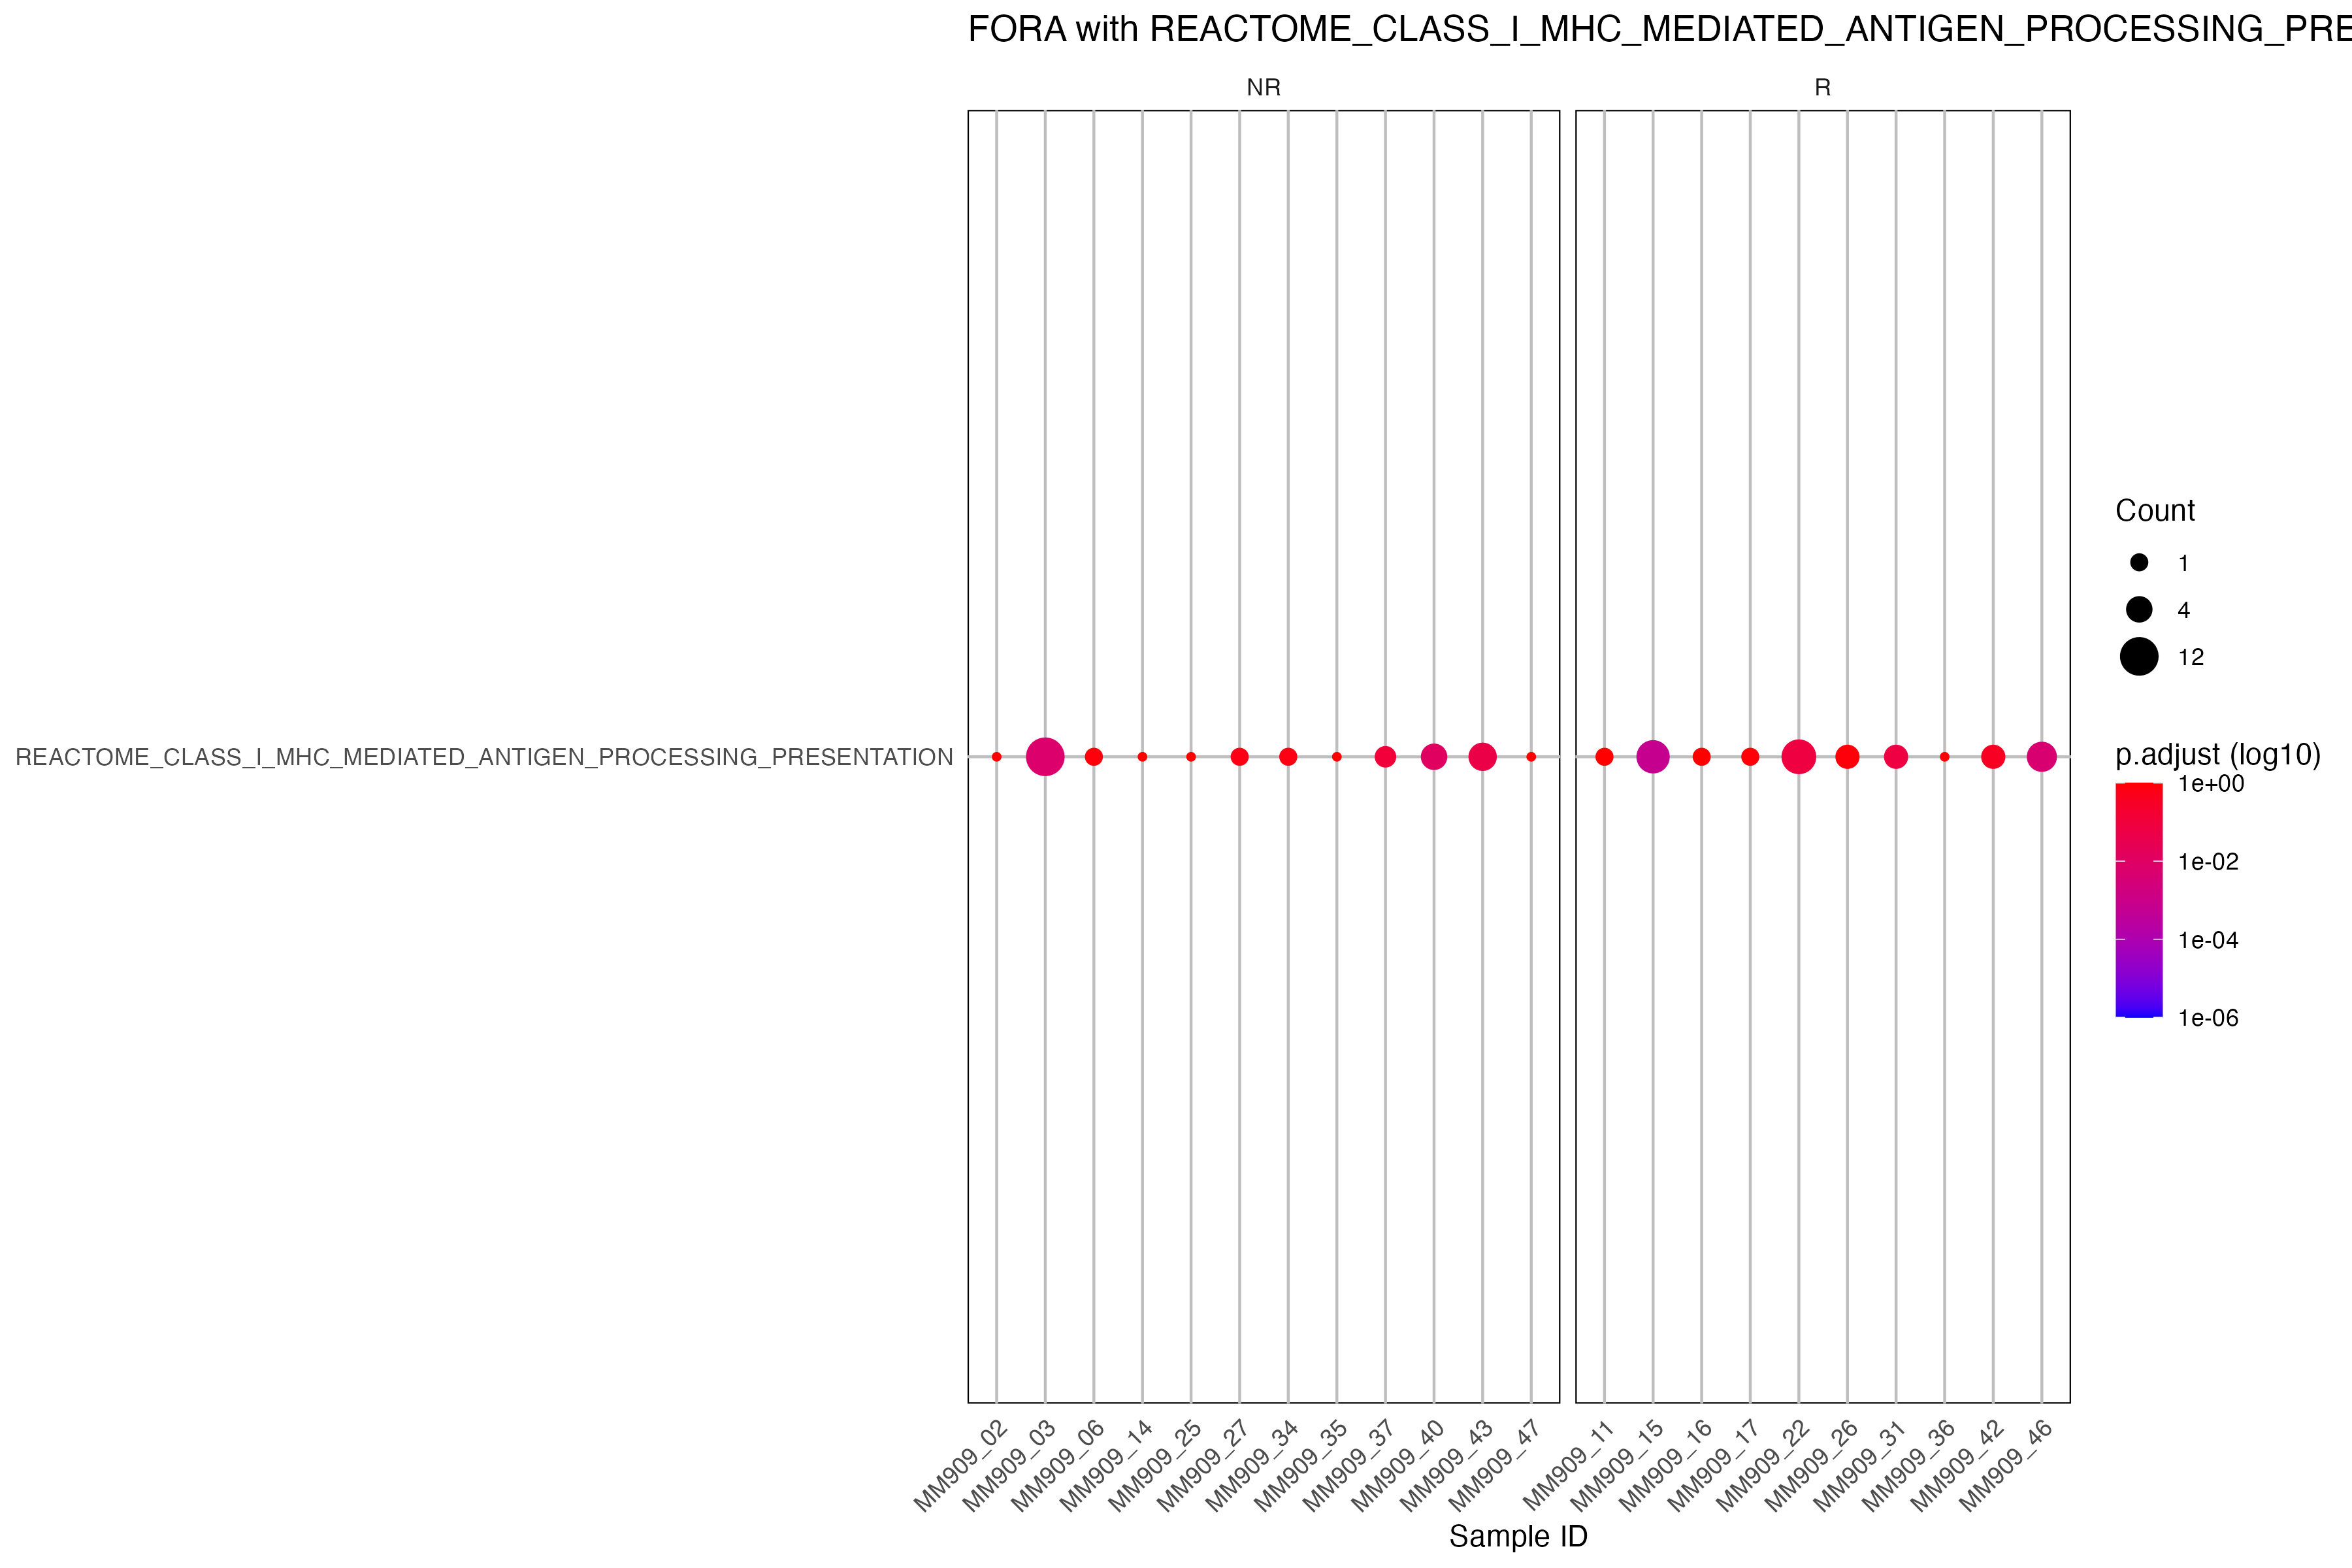 FORA with REACTOME_CLASS_I_MHC_MEDIATED_ANTIGEN_PROCESSING_PRE
NR
R
REACTOME_CLASS_I_MHC_MEDIATED_ANTIGEN_PROCESSING_PRESENTATION
MM909_02
MM909_03
MM909_06
MM909_14
MM909_25
MM909_27
MM909_34
MM909_35
MM909_37
MM909_40
MM909_43
MM909_47
MM909_11
MM909_15
MM909_16
MM909_17
MM909_22
MM909_26
MM909_31
MM909_36
MM909_42
MM909_46
Sample ID
Count
1
4
12
p.adjust (log10)
1e+00
1e-02
1e-04
1e-06